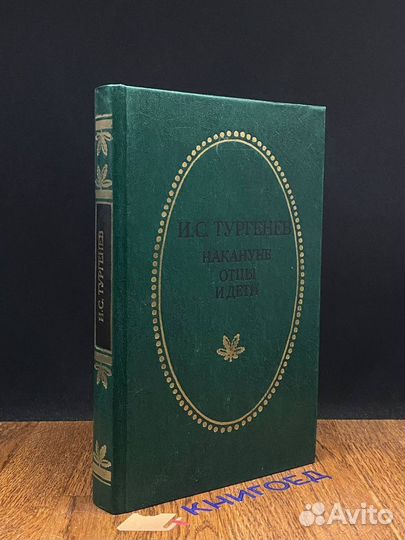 И.С. ТУРГЕНЕВ
НАКАНУНЕ
ОТЦЫ
И ДЕТИ
И.С. ТУРГЕНЕВ
КНИГОЕД
Avito